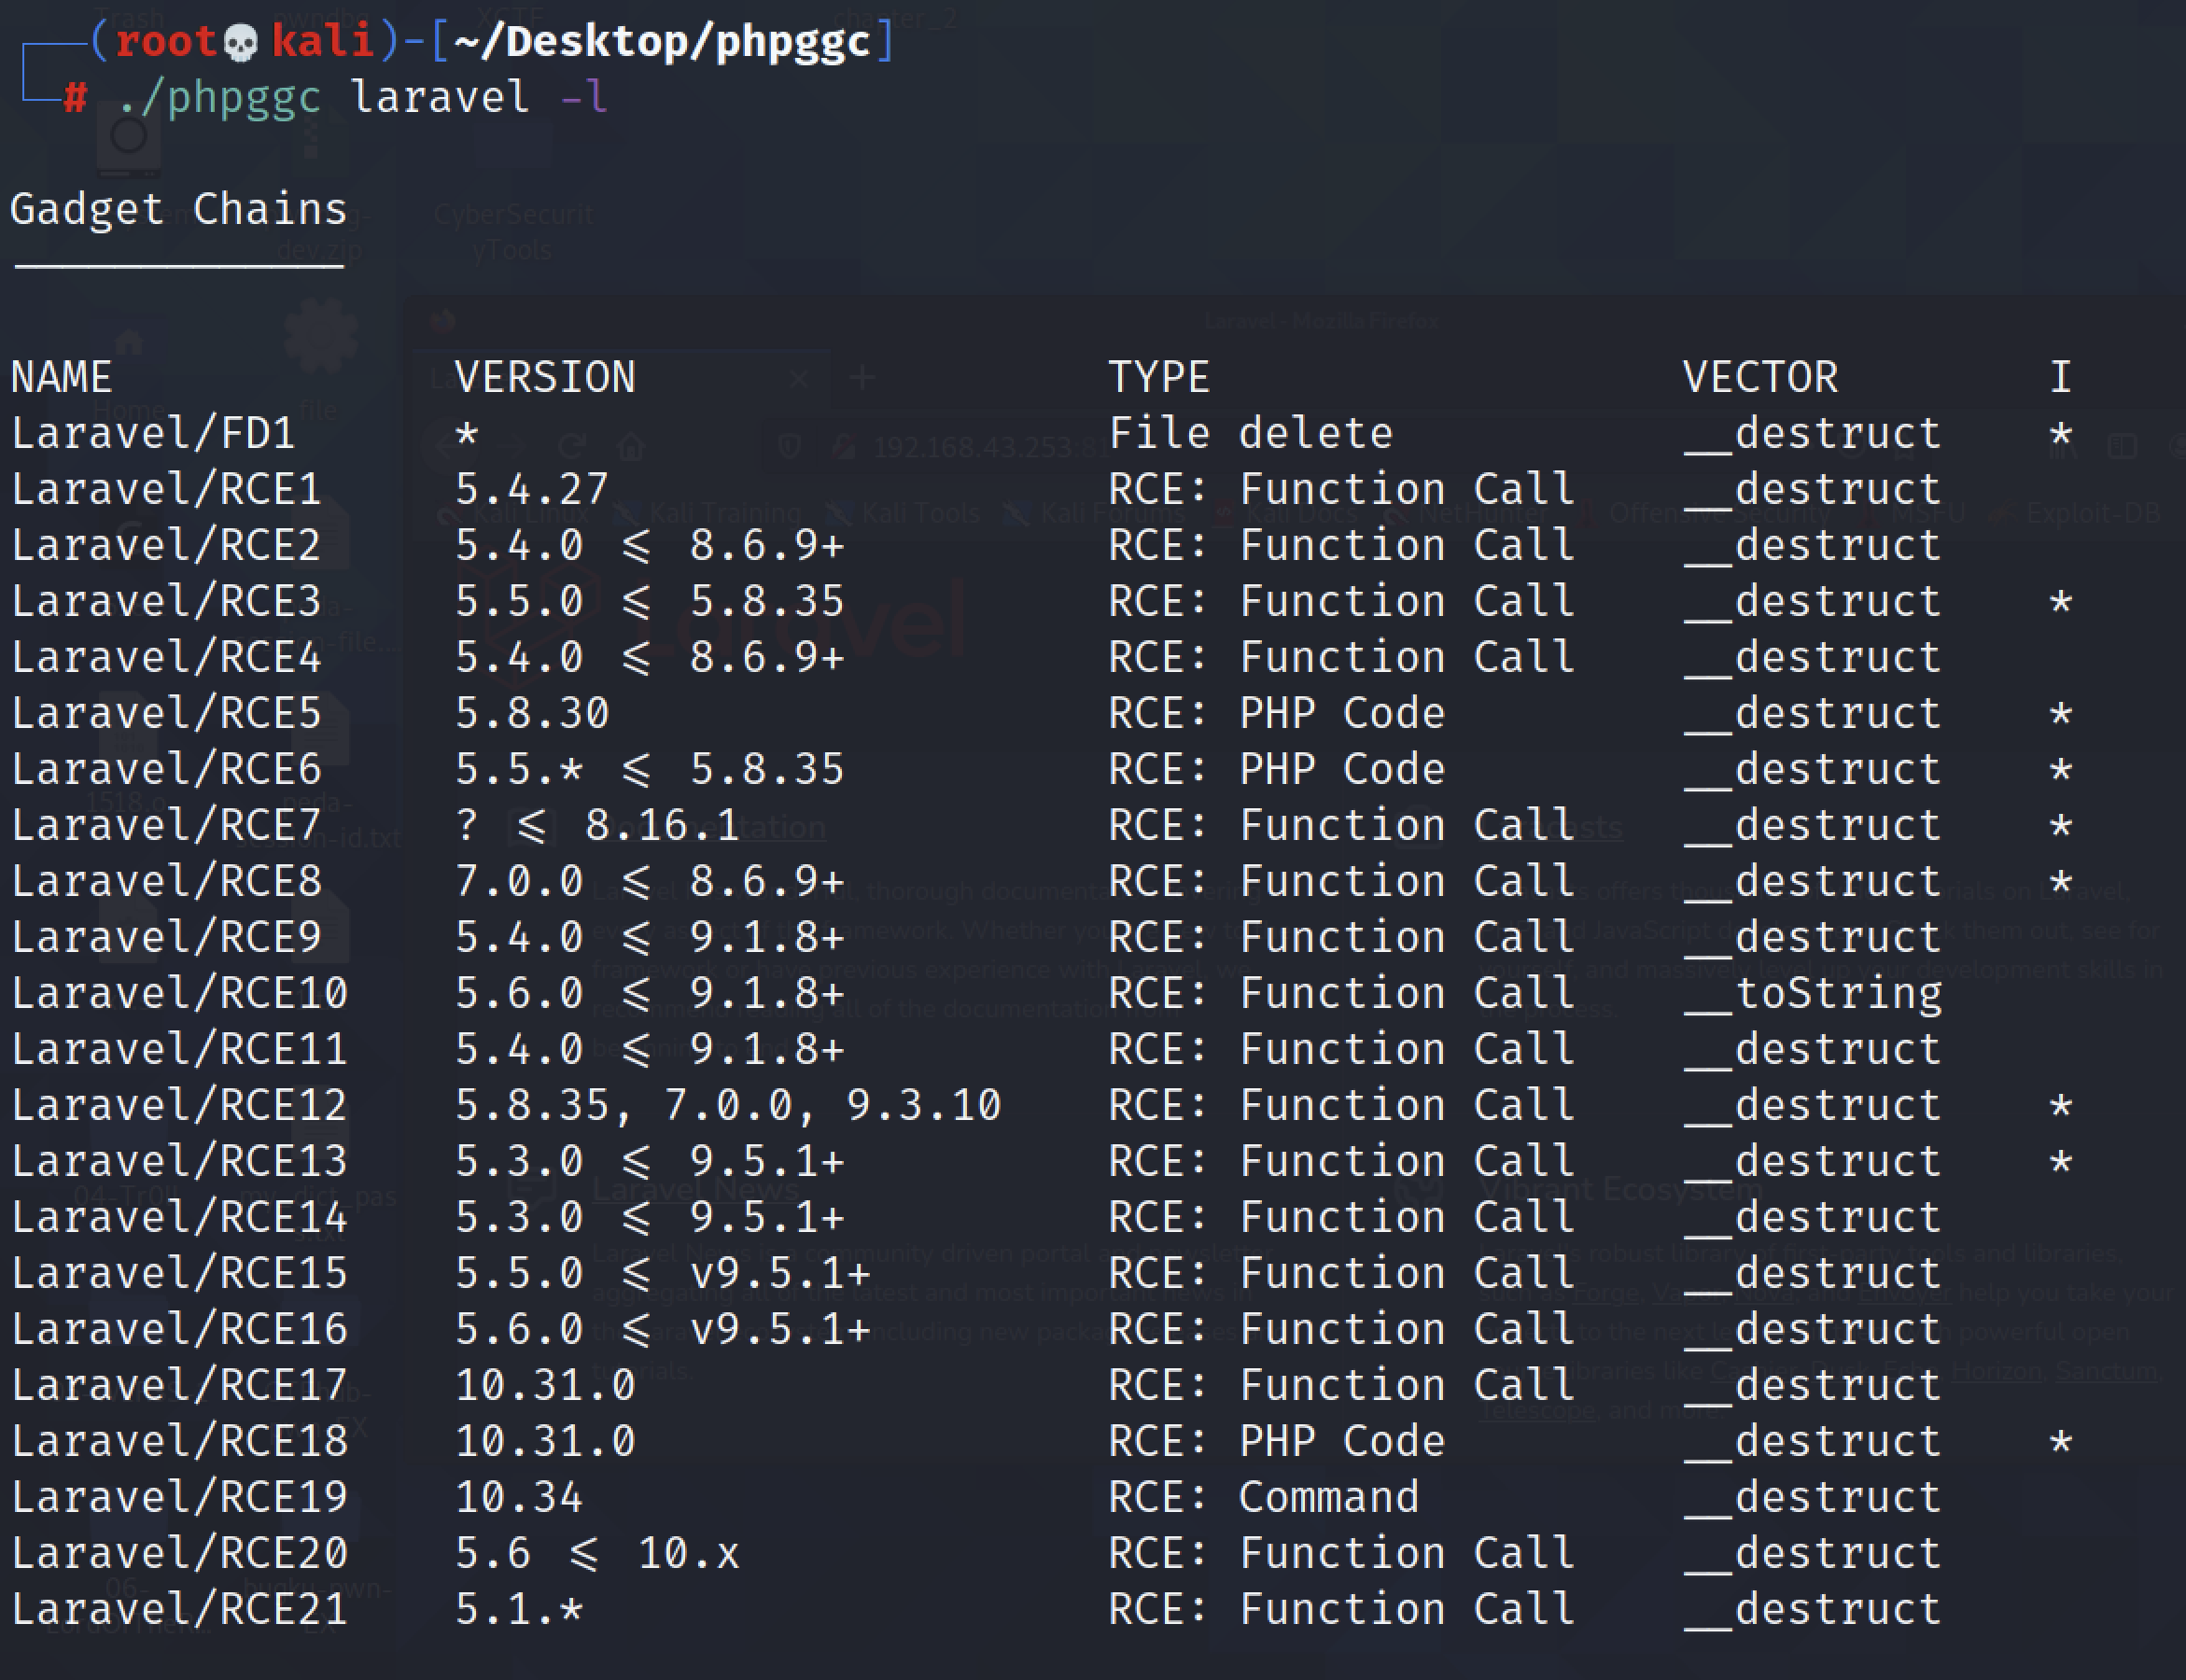 (root💀kali)-[~/Desktop/phpggc]
# ./phpggc laravel -l
Gadget Chains
NAME VERSION TYPE VECTOR I
Laravel/FD1 * File delete __destruct *
Laravel/RCE1 5.4.27 RCE: Function Call __destruct
Laravel/RCE2 5.4.0 <= 8.6.9+ RCE: Function Call __destruct
Laravel/RCE3 5.5.0 <= 5.8.35 RCE: Function Call __destruct *
Laravel/RCE4 5.4.0 <= 8.6.9+ RCE: Function Call __destruct
Laravel/RCE5 5.8.30 RCE: PHP Code __destruct *
Laravel/RCE6 5.5.* <= 5.8.35 RCE: PHP Code __destruct *
Laravel/RCE7 ? <= 8.16.1 RCE: Function Call __destruct *
Laravel/RCE8 7.0.0 <= 8.6.9+ RCE: Function Call __destruct *
Laravel/RCE9 5.4.0 <= 9.1.8+ RCE: Function Call __destruct
Laravel/RCE10 5.6.0 <= 9.1.8+ RCE: Function Call __toString
Laravel/RCE11 5.4.0 <= 9.1.8+ RCE: Function Call __destruct
Laravel/RCE12 5.8.35, 7.0.0, 9.3.10 RCE: Function Call __destruct *
Laravel/RCE13 5.3.0 <= 9.5.1+ RCE: Function Call __destruct *
Laravel/RCE14 5.3.0 <= 9.5.1+ RCE: Function Call __destruct
Laravel/RCE15 5.5.0 <= v9.5.1+ RCE: Function Call __destruct
Laravel/RCE16 5.6.0 <= v9.5.1+ RCE: Function Call __destruct
Laravel/RCE17 10.31.0 RCE: Function Call __destruct
Laravel/RCE18 10.31.0 RCE: PHP Code __destruct *
Laravel/RCE19 10.34 RCE: Command __destruct
Laravel/RCE20 5.6 <= 10.x RCE: Function Call __destruct
Laravel/RCE21 5.1.* RCE: Function Call __destruct